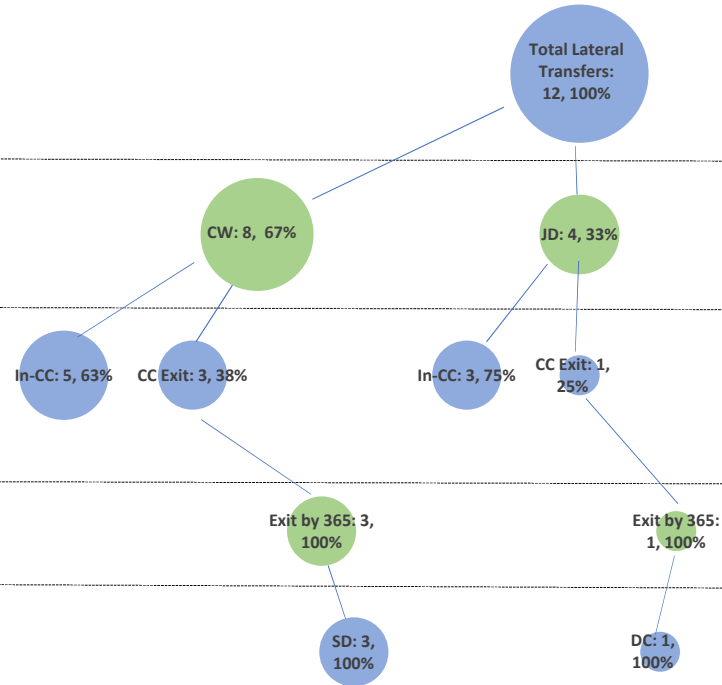 Total Lateral
Transfers:
12, 100%
CW: 8, 67%
JD: 4, 33%
In-CC: 5, 63%
CC Exit: 3, 38%
In-CC: 3, 75%
CC Exit: 1,
25%
Exit by 365: 3,
100%
Exit by 365:
1, 100%
SD: 3,
100%
DC: 1,
100%